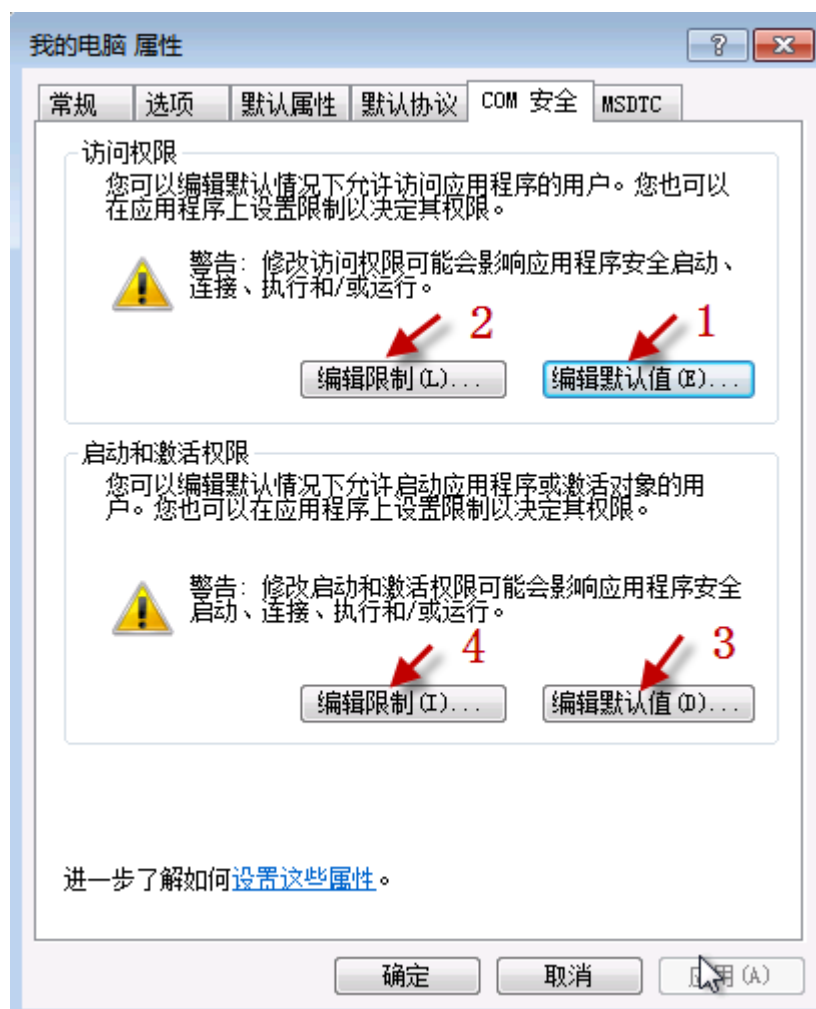 我的电脑 属性
常规 选项 默认属性 默认协议 COM 安全 MSDTC
访问权限
您可以编辑默认情况下允许访问应用程序的用户。您也可以
在应用程序上设置限制以决定其权限。
警告: 修改访问权限可能会影响应用程序安全启动、
连接、执行和/或运行。
2 1
编辑限制(L)... 编辑默认值(E)...
启动和激活权限
您可以编辑默认情况下允许启动应用程序或激活对象的用
户。您也可以在应用程序上设置限制以决定其权限。
警告: 修改启动和激活权限可能会影响应用程序安全
启动、连接、执行和/或运行。
4 3
编辑限制(I)... 编辑默认值(D)...
进一步了解如何设置这些属性。
确定 取消 应用(A)